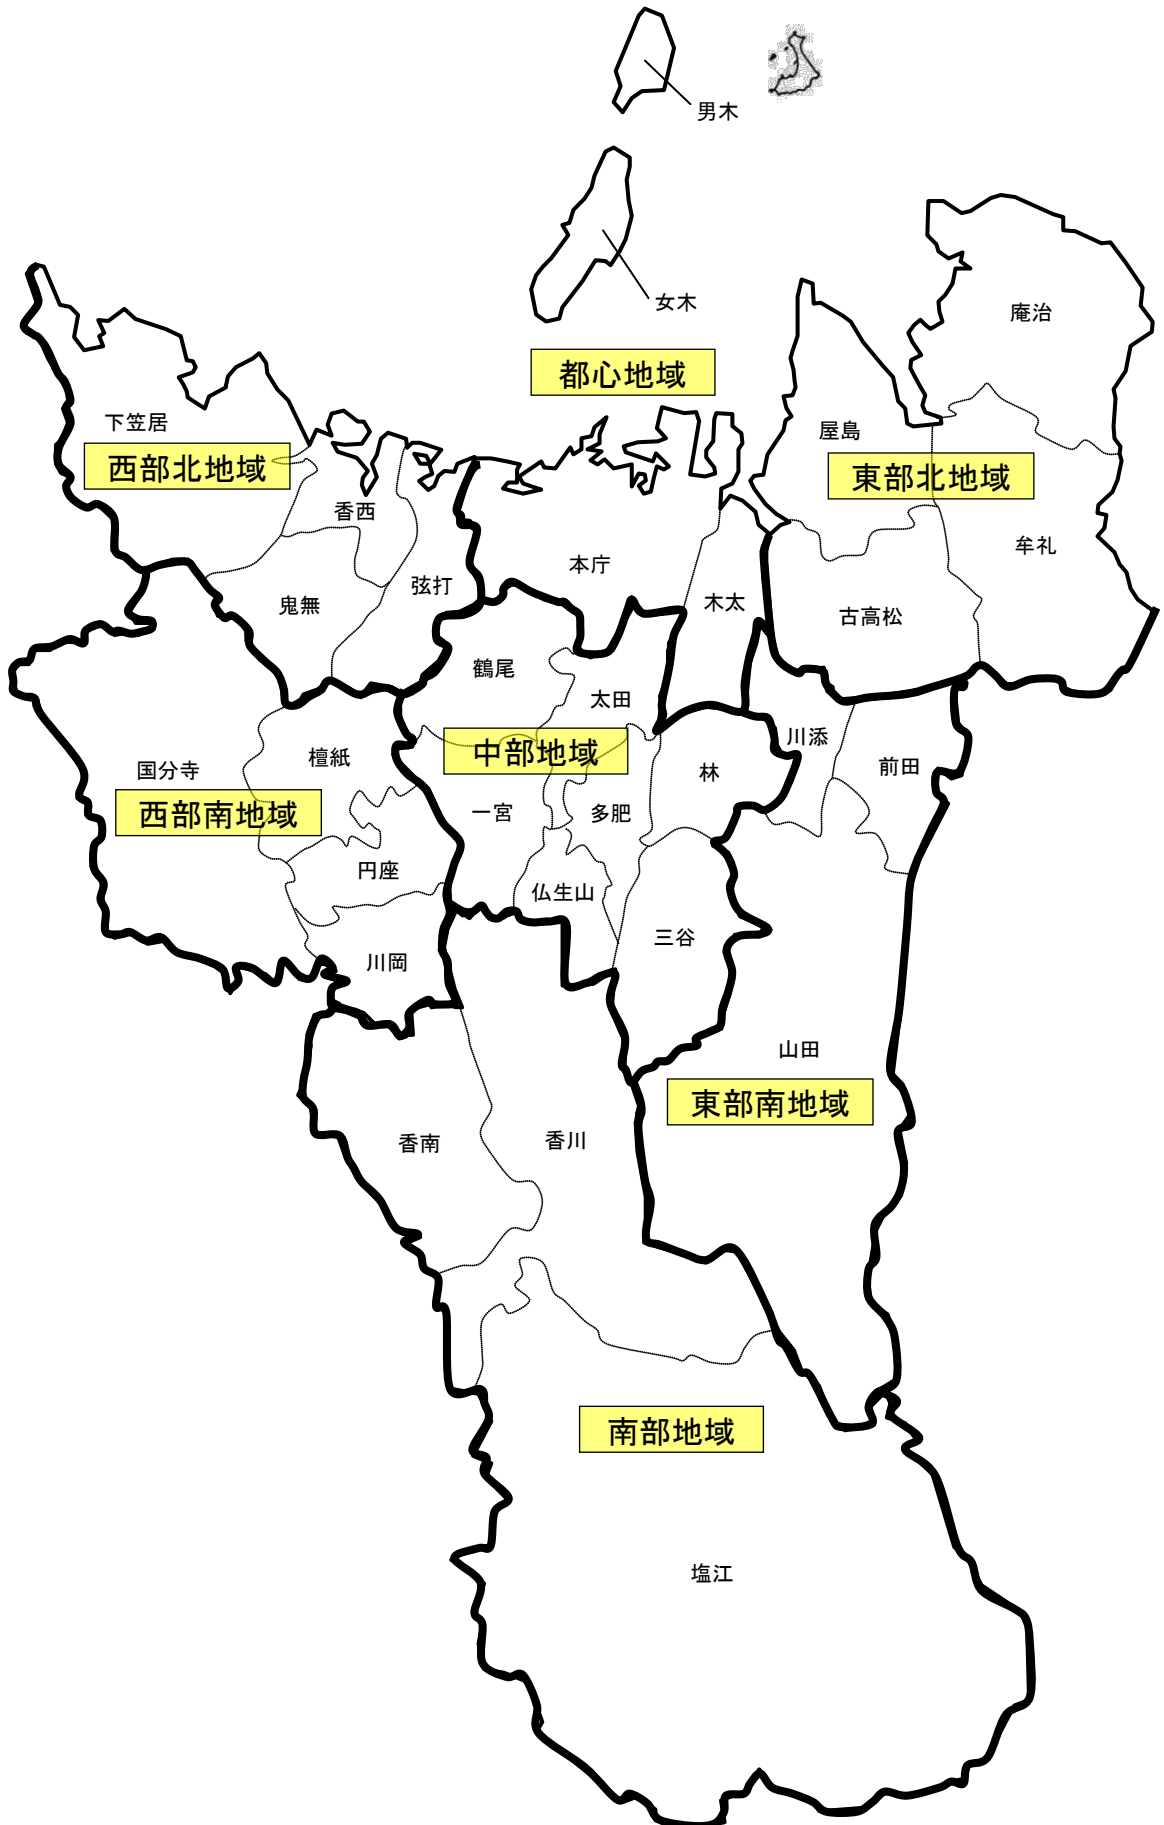 男木
女木
庵治
都心地域
下笠居
屋島
西部北地域
東部北地域
香西
本庁
牟礼
弦打
鬼無
木太
古高松
鶴尾
太田
川添
檀紙
中部地域
国分寺
林
前田
西部南地域
一宮
多肥
円座
仏生山
三谷
川岡
山田
東部南地域
香南
香川
南部地域
塩江